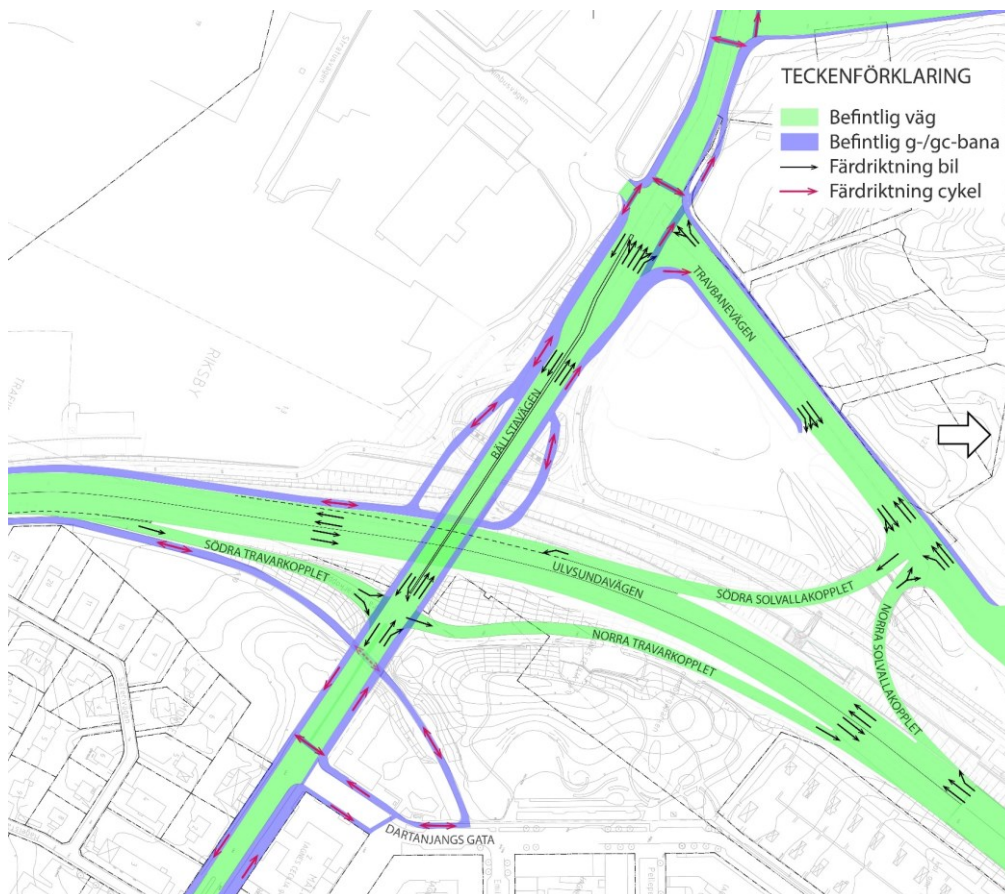 Stratusvägen
TECKENFÖRKLARING
Befintlig väg
Befintlig g-/gc-bana
Färdriktning bil
Färdriktning cykel
TRAVBANEVÄGEN
RIKSBY
BÄLLSTAVÄGEN
SÖDRA TRAVARKOPPLET
ULVSUNDAVÄGEN
SÖDRA SOLVALLAKOPPLET
NORRA TRAVARKOPPLET
NORRA SOLVALLAKOPPLET
DARTANJANGS GATA